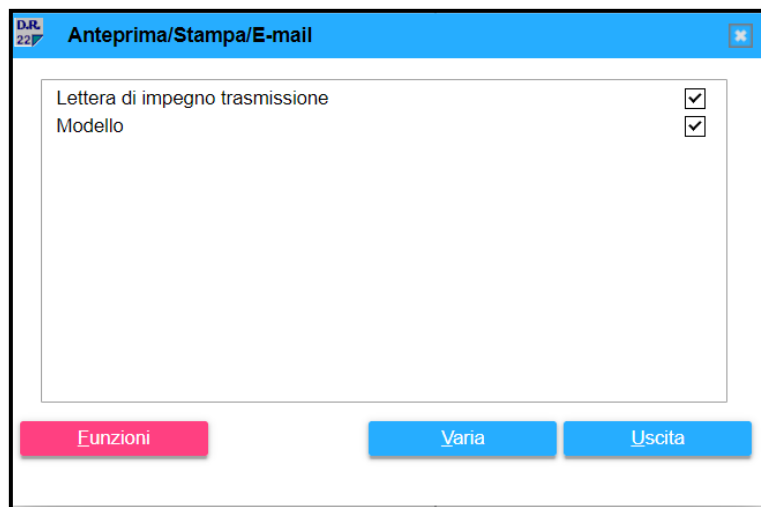 D.R.
22
Anteprima/Stampa/E-mail
Lettera di impegno trasmissione
Modello
Funzioni
Varia
Uscita